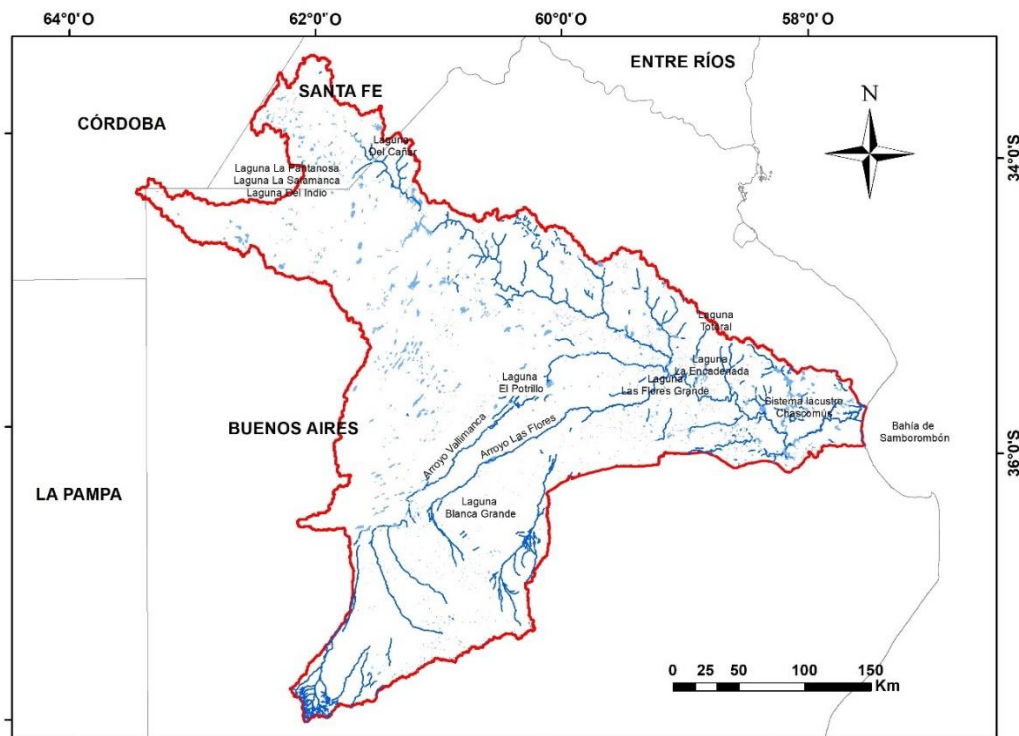 64°0'O
62°0'O
60°0'O
58°0'O
ENTRE RÍOS
SANTA FE
N
CÓRDOBA
Laguna
Del Cañar
34°0'S
Laguna La Pantanosa
Laguna La Salamanca
Laguna Del Indio
Laguna
Totoral
Laguna
La Encadenada
Laguna
El Potrillo
Laguna
Las Flores Grande
Sistema lacustre
Chascomús
Arroyo Vallimanca
Arroyo Las Flores
BUENOS AIRES
Bahía de
Samborombón
36°0'S
LA PAMPA
Laguna
Blanca Grande
0 25 50 100 150
Km